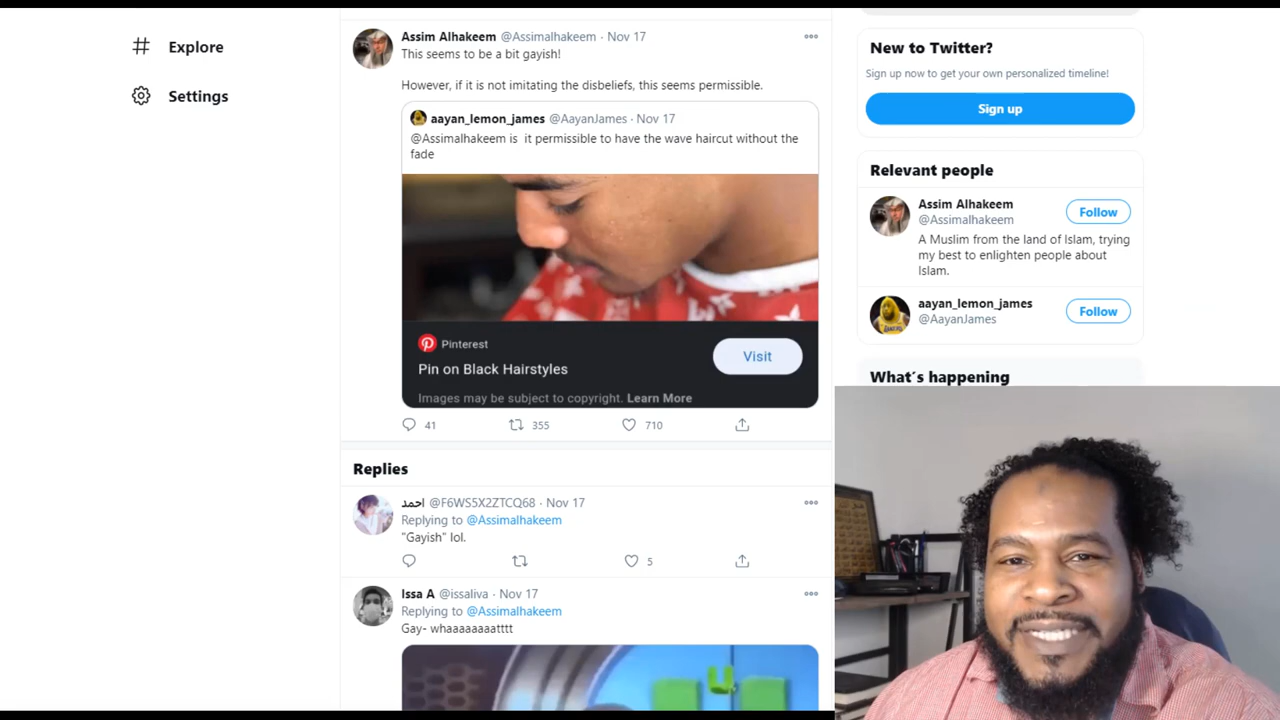 Explore
Settings
Assim Alhakeem @Assimalhakeem · Nov 17
This seems to be a bit gayish!
However, if it is not imitating the disbeliefs, this seems permissible.
aayan_lemon_james @AayanJames · Nov 17
@Assimalhakeem is it permissible to have the wave haircut without the
fade
Pinterest
Pin on Black Hairstyles
Visit
Images may be subject to copyright. Learn More
41 355 710
Replies
احمد @F6WS5X2ZTCQ68 · Nov 17
Replying to @Assimalhakeem
"Gayish" lol.
5
Issa A @issaliva · Nov 17
Replying to @Assimalhakeem
Gay- whaaaaaaatttt
New to Twitter?
Sign up now to get your own personalized timeline!
Sign up
Relevant people
Assim Alhakeem
@Assimalhakeem
Follow
A Muslim from the land of Islam, trying
my best to enlighten people about
Islam.
aayan_lemon_james
@AayanJames
Follow
What's happening